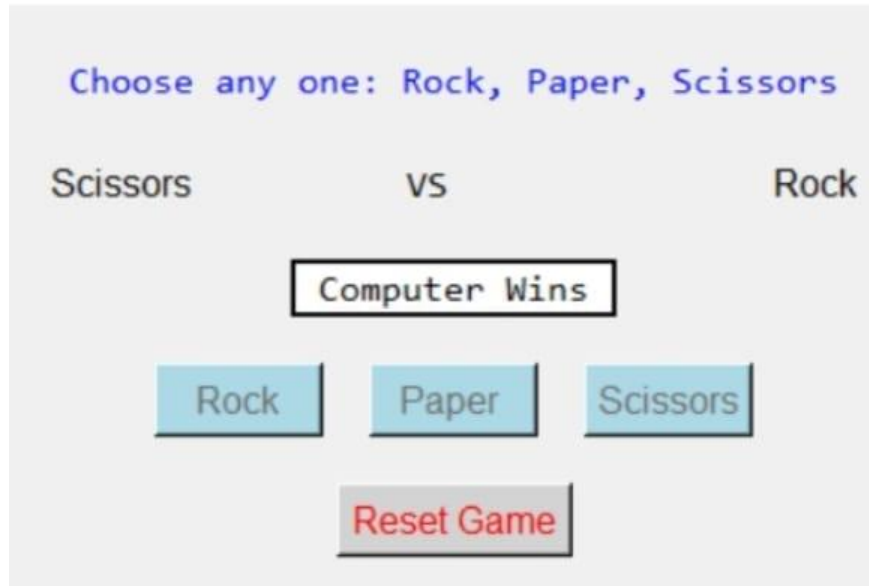 Choose any one: Rock, Paper, Scissors
Scissors VS Rock
Computer Wins
Rock Paper Scissors
Reset Game